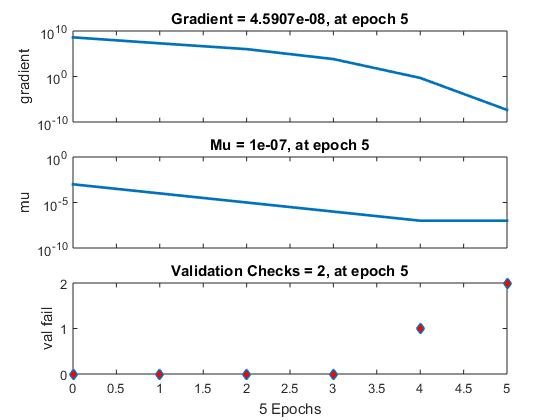 Gradient = 4.5907e-08, at epoch 5
10^10
10^0
10^-10
gradient
Mu = 1e-07, at epoch 5
10^0
10^-5
10^-10
mu
Validation Checks = 2, at epoch 5
2
1
0
val fail
0 0.5 1 1.5 2 2.5 3 3.5 4 4.5 5
5 Epochs